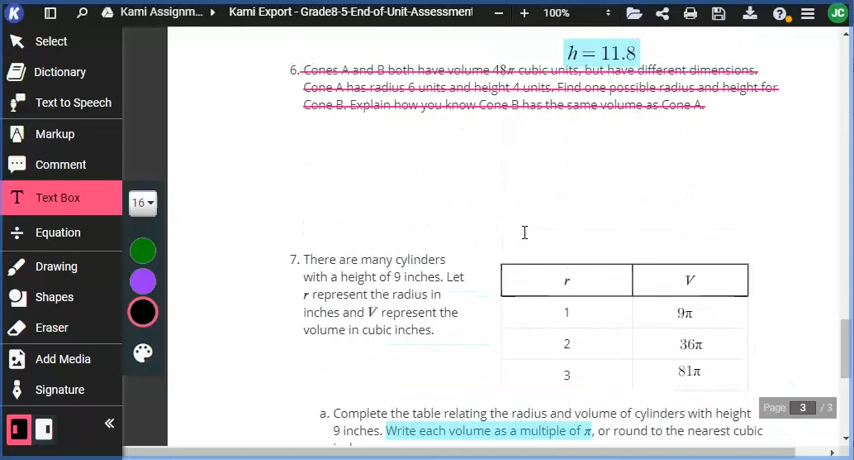 Kami Assignm...
Kami Export - Grade8-5-End-of-Unit-Assessment
100%
JC
Select
Dictionary
Text to Speech
Markup
Comment
Text Box
Equation
Drawing
Shapes
Eraser
Add Media
Signature
16
h = 11.8
6. Cones A and B both have volume 48π cubic units, but have different dimensions.
Cone A has radius 6 units and height 4 units. Find one possible radius and height for
Cone B. Explain how you know Cone B has the same volume as Cone A.
7. There are many cylinders
with a height of 9 inches. Let
r represent the radius in
inches and V represent the
volume in cubic inches.
r V
1 9π
2 36π
3 81π
a. Complete the table relating the radius and volume of cylinders with height
9 inches. Write each volume as a multiple of π, or round to the nearest cubic
Page 3 / 3